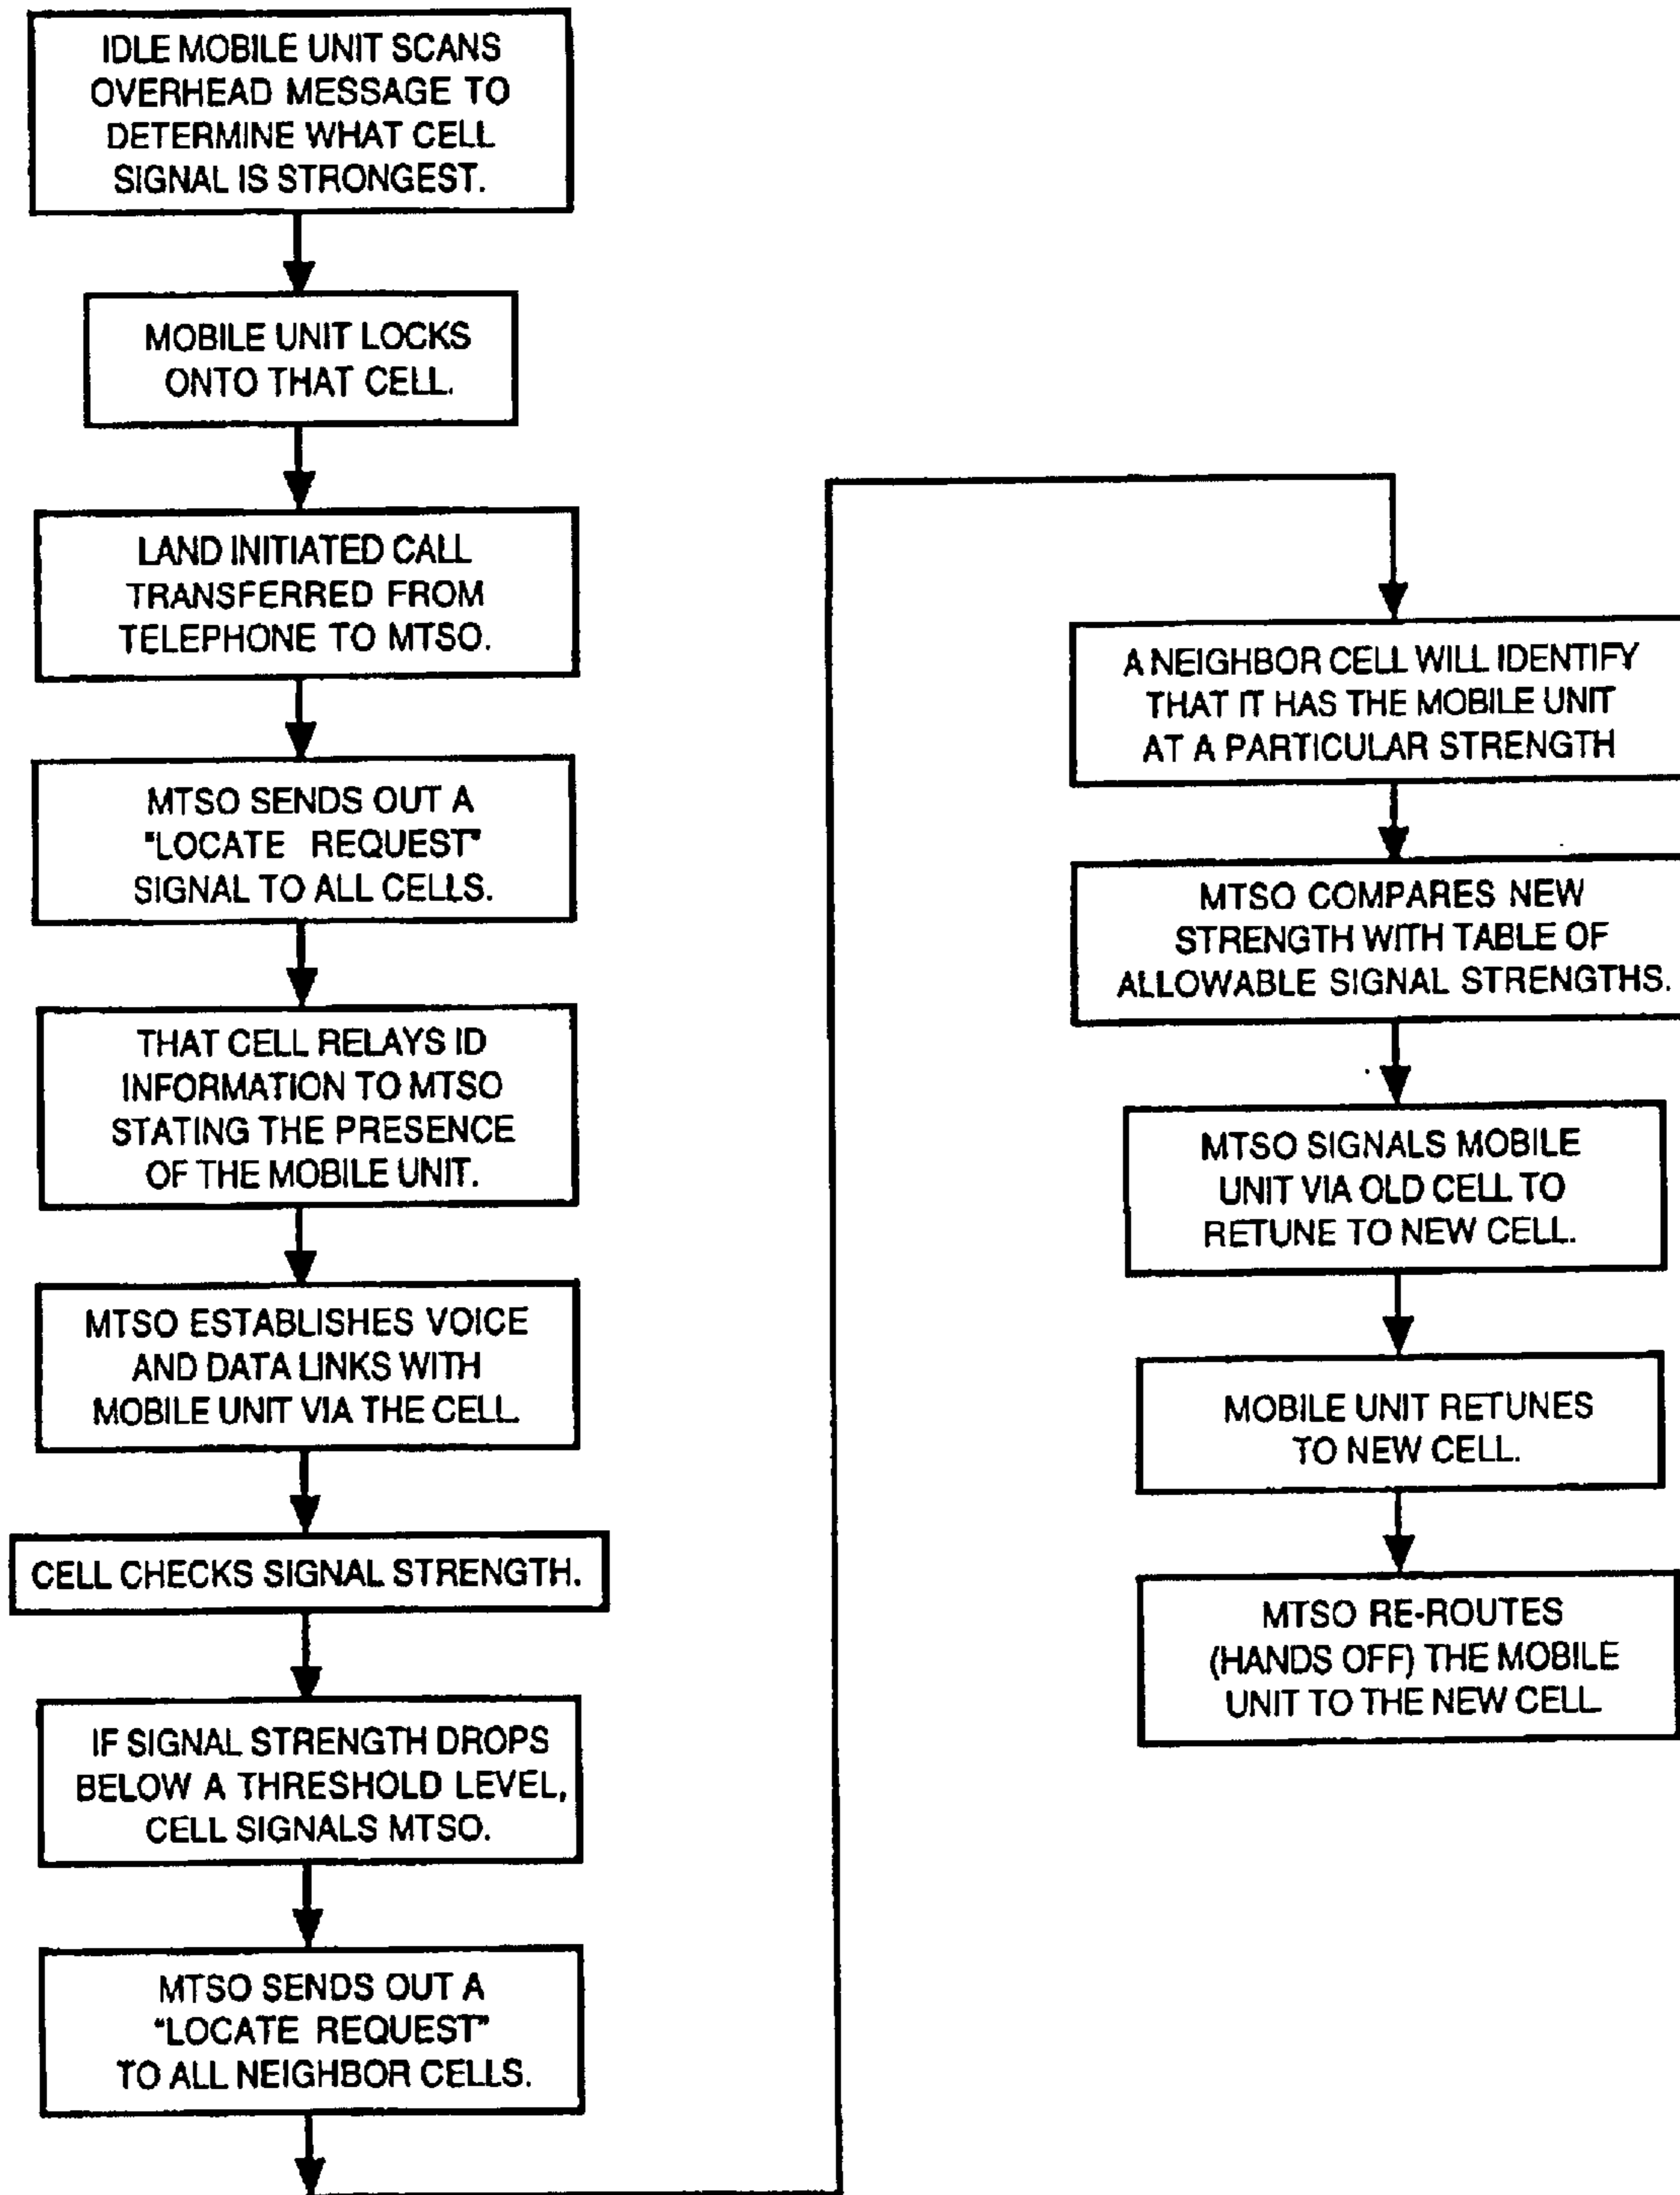 IDLE MOBILE UNIT SCANS
OVERHEAD MESSAGE TO
DETERMINE WHAT CELL
SIGNAL IS STRONGEST.
MOBILE UNIT LOCKS
ONTO THAT CELL.
LAND INITIATED CALL
TRANSFERRED FROM
TELEPHONE TO MTSO.
MTSO SENDS OUT A
"LOCATE REQUEST"
SIGNAL TO ALL CELLS.
THAT CELL RELAYS ID
INFORMATION TO MTSO
STATING THE PRESENCE
OF THE MOBILE UNIT.
MTSO ESTABLISHES VOICE
AND DATA LINKS WITH
MOBILE UNIT VIA THE CELL
CELL CHECKS SIGNAL STRENGTH.
IF SIGNAL STRENGTH DROPS
BELOW A THRESHOLD LEVEL,
CELL SIGNALS MTSO.
MTSO SENDS OUT A
"LOCATE REQUEST"
TO ALL NEIGHBOR CELLS.
A NEIGHBOR CELL WILL IDENTIFY
THAT IT HAS THE MOBILE UNIT
AT A PARTICULAR STRENGTH
MTSO COMPARES NEW
STRENGTH WITH TABLE OF
ALLOWABLE SIGNAL STRENGTHS.
MTSO SIGNALS MOBILE
UNIT VIA OLD CELL TO
RETUNE TO NEW CELL.
MOBILE UNIT RETUNES
TO NEW CELL.
MTSO RE-ROUTES
(HANDS OFF) THE MOBILE
UNIT TO THE NEW CELL